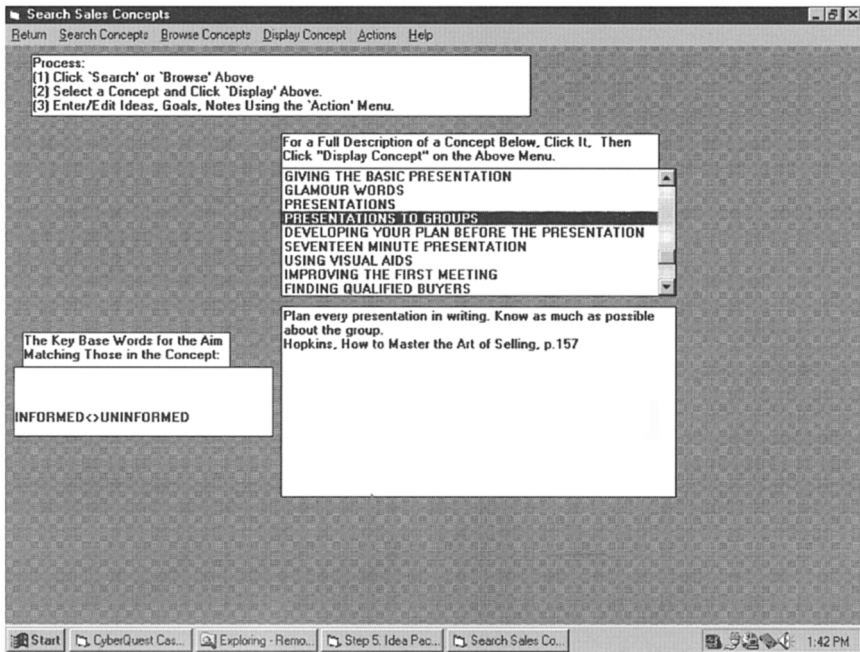 Search Sales Concepts
Return Search Concepts Browse Concepts Display Concept Actions Help
Process:
(1) Click `Search' or `Browse' Above
(2) Select a Concept and Click `Display' Above.
(3) Enter/Edit Ideas, Goals, Notes Using the `Action' Menu.
For a Full Description of a Concept Below, Click It, Then
Click "Display Concept" on the Above Menu.
GIVING THE BASIC PRESENTATION
GLAMOUR WORDS
PRESENTATIONS
PRESENTATIONS TO GROUPS
DEVELOPING YOUR PLAN BEFORE THE PRESENTATION
SEVENTEEN MINUTE PRESENTATION
USING VISUAL AIDS
IMPROVING THE FIRST MEETING
FINDING QUALIFIED BUYERS
Plan every presentation in writing. Know as much as possible
about the group.
Hopkins, How to Master the Art of Selling, p.157
The Key Base Words for the Aim
Matching Those in the Concept:
INFORMED<>UNINFORMED
Start CyberQuest Cas... Exploring - Remo... Step 5. Idea Pac... Search Sales Co... 1:42 PM